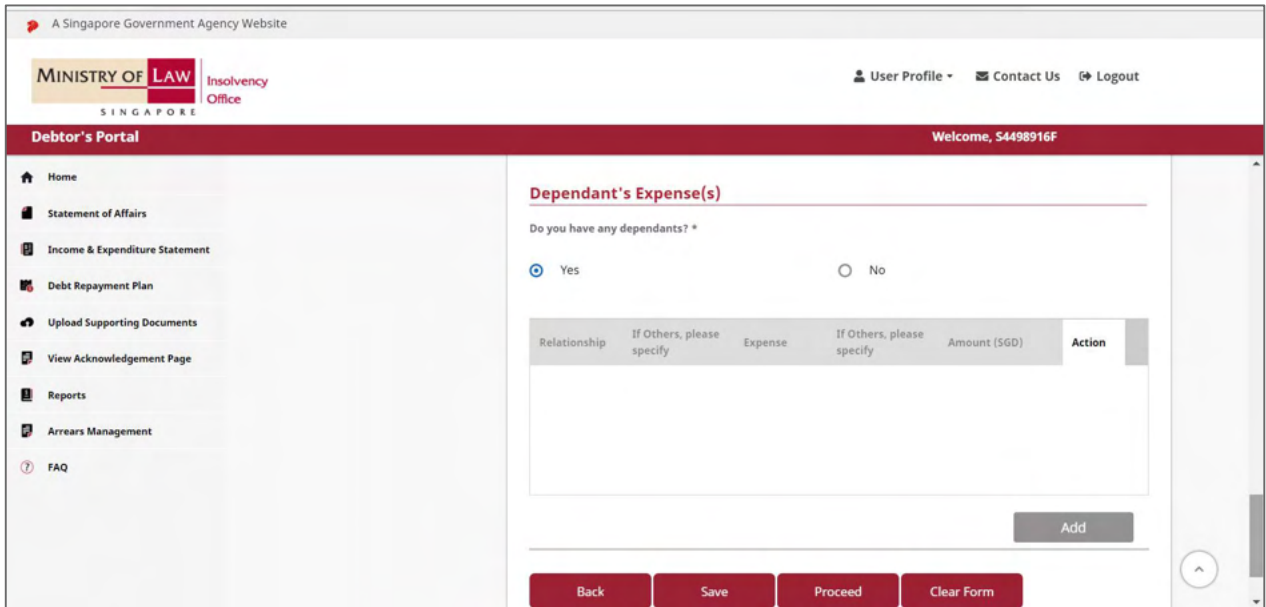 A Singapore Government Agency Website
MINISTRY OF LAW
SINGAPORE
Insolvency
Office
User Profile
Contact Us
Logout
Debtor's Portal
Welcome, S4498916F
Home
Statement of Affairs
Income & Expenditure Statement
Debt Repayment Plan
Upload Supporting Documents
View Acknowledgement Page
Reports
Arrears Management
? FAQ
Dependant's Expense(s)
Do you have any dependants? *
Yes
No
Relationship
If Others, please
specify
Expense
If Others, please
specify
Amount (SGD)
Action
Add
Back
Save
Proceed
Clear Form